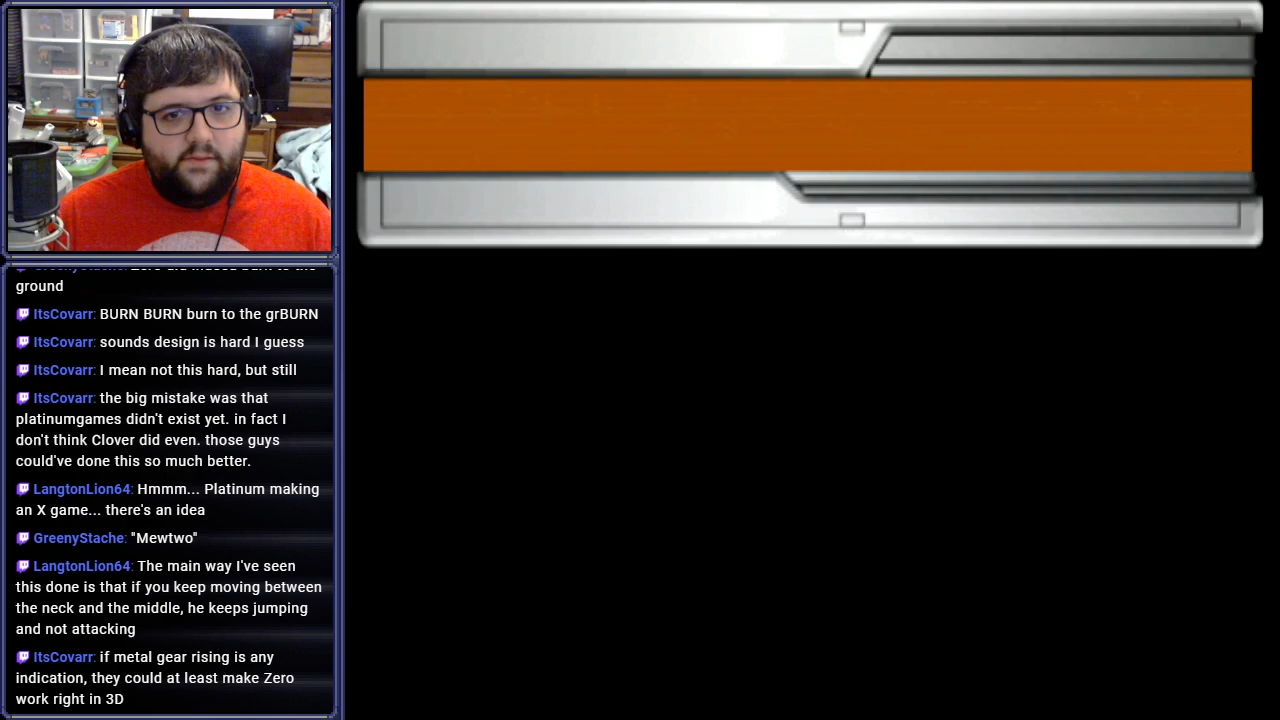 ground
ItsCovarr: BURN BURN burn to the grBURN
ItsCovarr: sounds design is hard I guess
ItsCovarr: I mean not this hard, but still
ItsCovarr: the big mistake was that
platinumgames didn't exist yet. in fact I
don't think Clover did even. those guys
could've done this so much better.
LangtonLion64: Hmmm... Platinum making
an X game... there's an idea
GreenyStache: "Mewtwo"
LangtonLion64: The main way I've seen
this done is that if you keep moving between
the neck and the middle, he keeps jumping
and not attacking
ItsCovarr: if metal gear rising is any
indication, they could at least make Zero
work right in 3D